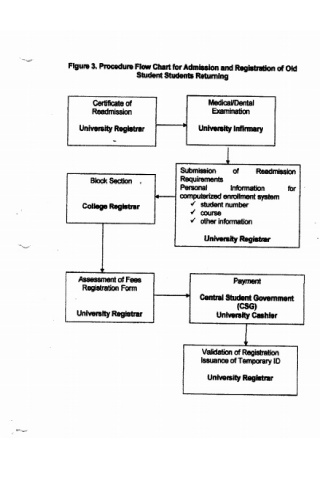 Figure 3. Procedure Flow Chart for Admission and Registration of Old
Student Students Returning
Certificate of
Readmission
University Registrar
Medical/Dental
Examination
University Infirmary
Submission of Readmission
Requirements
Personal Information for
computerized enrollment system
✓ student number
✓ course
✓ other information
University Registrar
Block Section
College Registrar
Assessment of Fees
Registration Form
University Registrar
Payment
Central Student Government
(CSG)
University Cashier
Validation of Registration
Issuance of Temporary ID
University Registrar